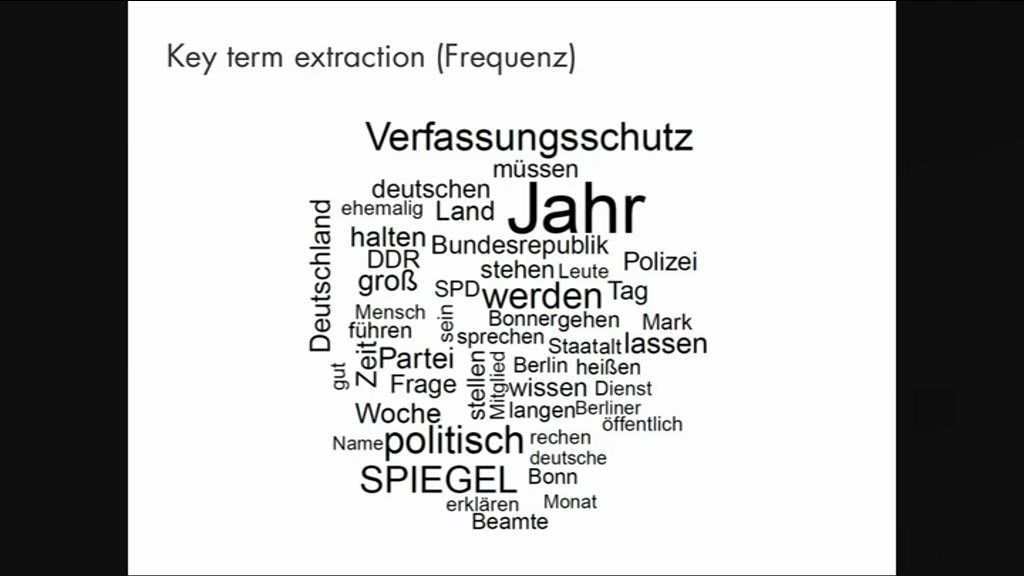 Key term extraction (Frequenz)
Verfassungsschutz
müssen
deutschen
Jahr
ehemalig
Land
Deutschland
halten
Bundesrepublik
DDR
stehen
Leute
Polizei
groß
SPD
werden
Tag
Mensch
sein
Bonner
gehen
Mark
führen
sprechen
Staat
alt
lassen
Zeit
Partei
stellen
Mitglied
Berlin
heißen
gut
Frage
wissen
Dienst
Woche
langen
Berliner
öffentlich
Name
politisch
rechen
deutsche
SPIEGEL
Bonn
erklären
Monat
Beamte